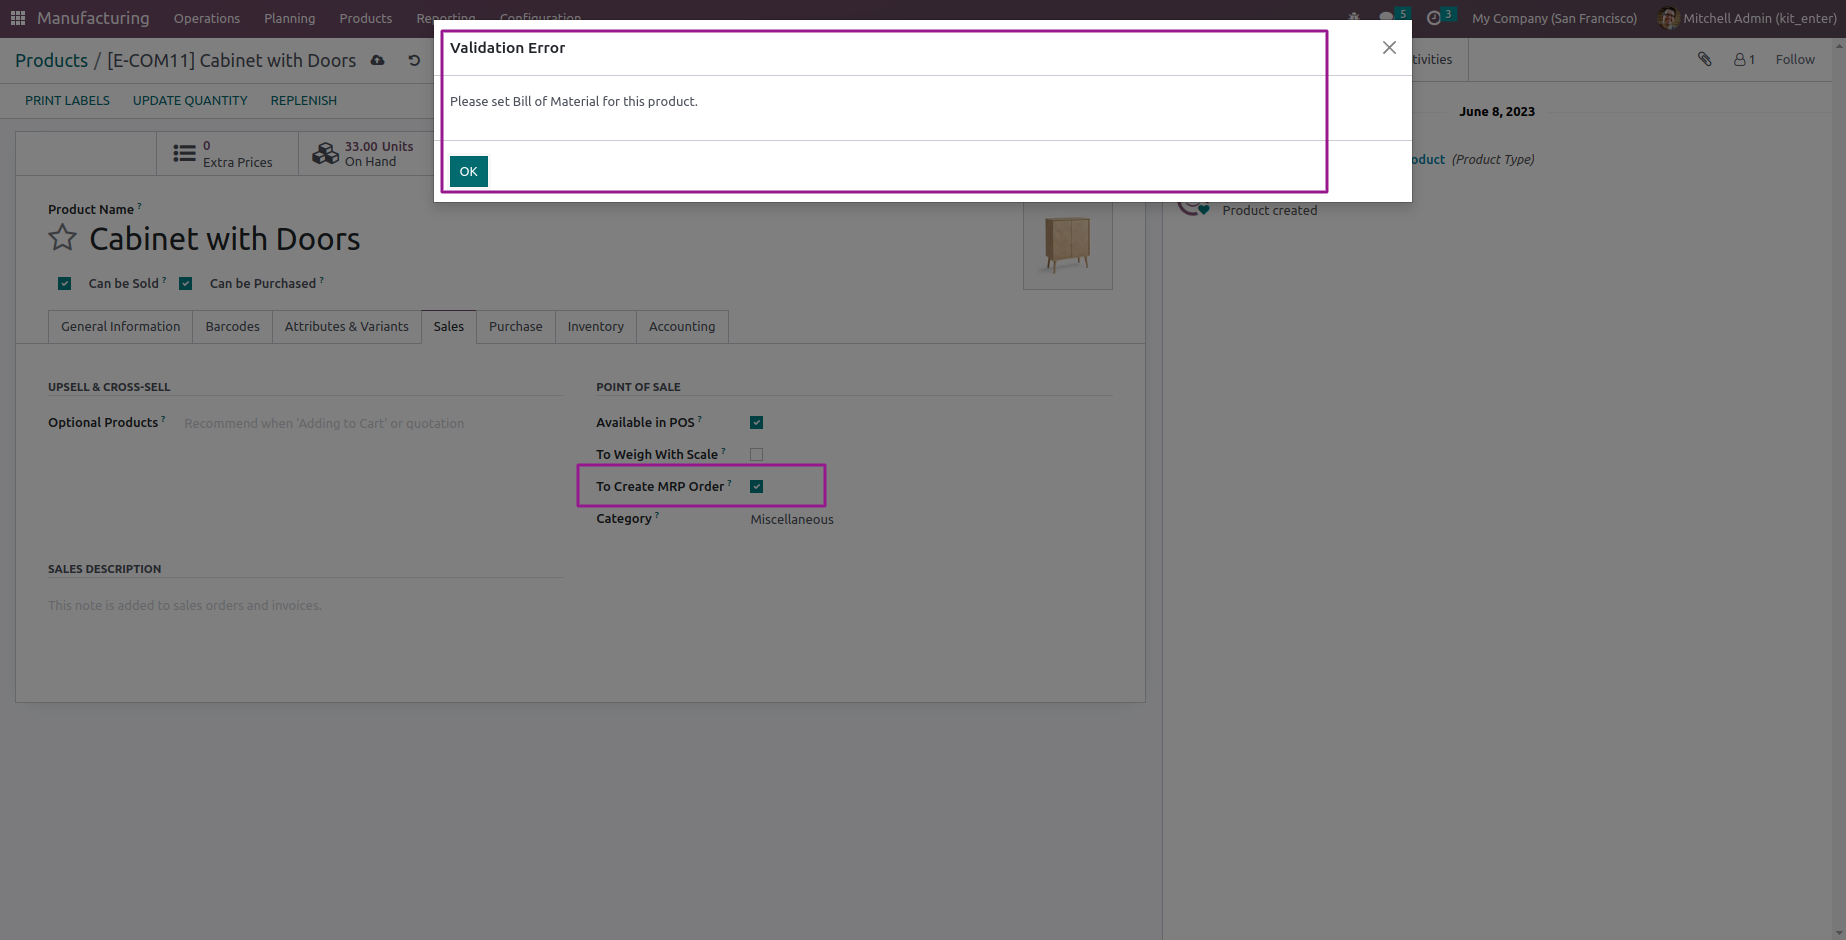 Manufacturing Operations Planning Products Reporting Configuration 5 3 My Company (San Francisco) Mitchell Admin (kit_enter)
Products / [E-COM11] Cabinet with Doors
PRINT LABELS UPDATE QUANTITY REPLENISH
0
Extra Prices
33.00 Units
On Hand
Validation Error
Please set Bill of Material for this product.
OK
1 Follow
June 8, 2023
(Product Type)
Product created
Product Name ?
Cabinet with Doors
Can be Sold ? Can be Purchased ?
General Information Barcodes Attributes & Variants Sales Purchase Inventory Accounting
UPSELL & CROSS-SELL
Optional Products ? Recommend when 'Adding to Cart' or quotation
POINT OF SALE
Available in POS ?
To Weigh With Scale ?
To Create MRP Order ?
Category ? Miscellaneous
SALES DESCRIPTION
This note is added to sales orders and invoices.